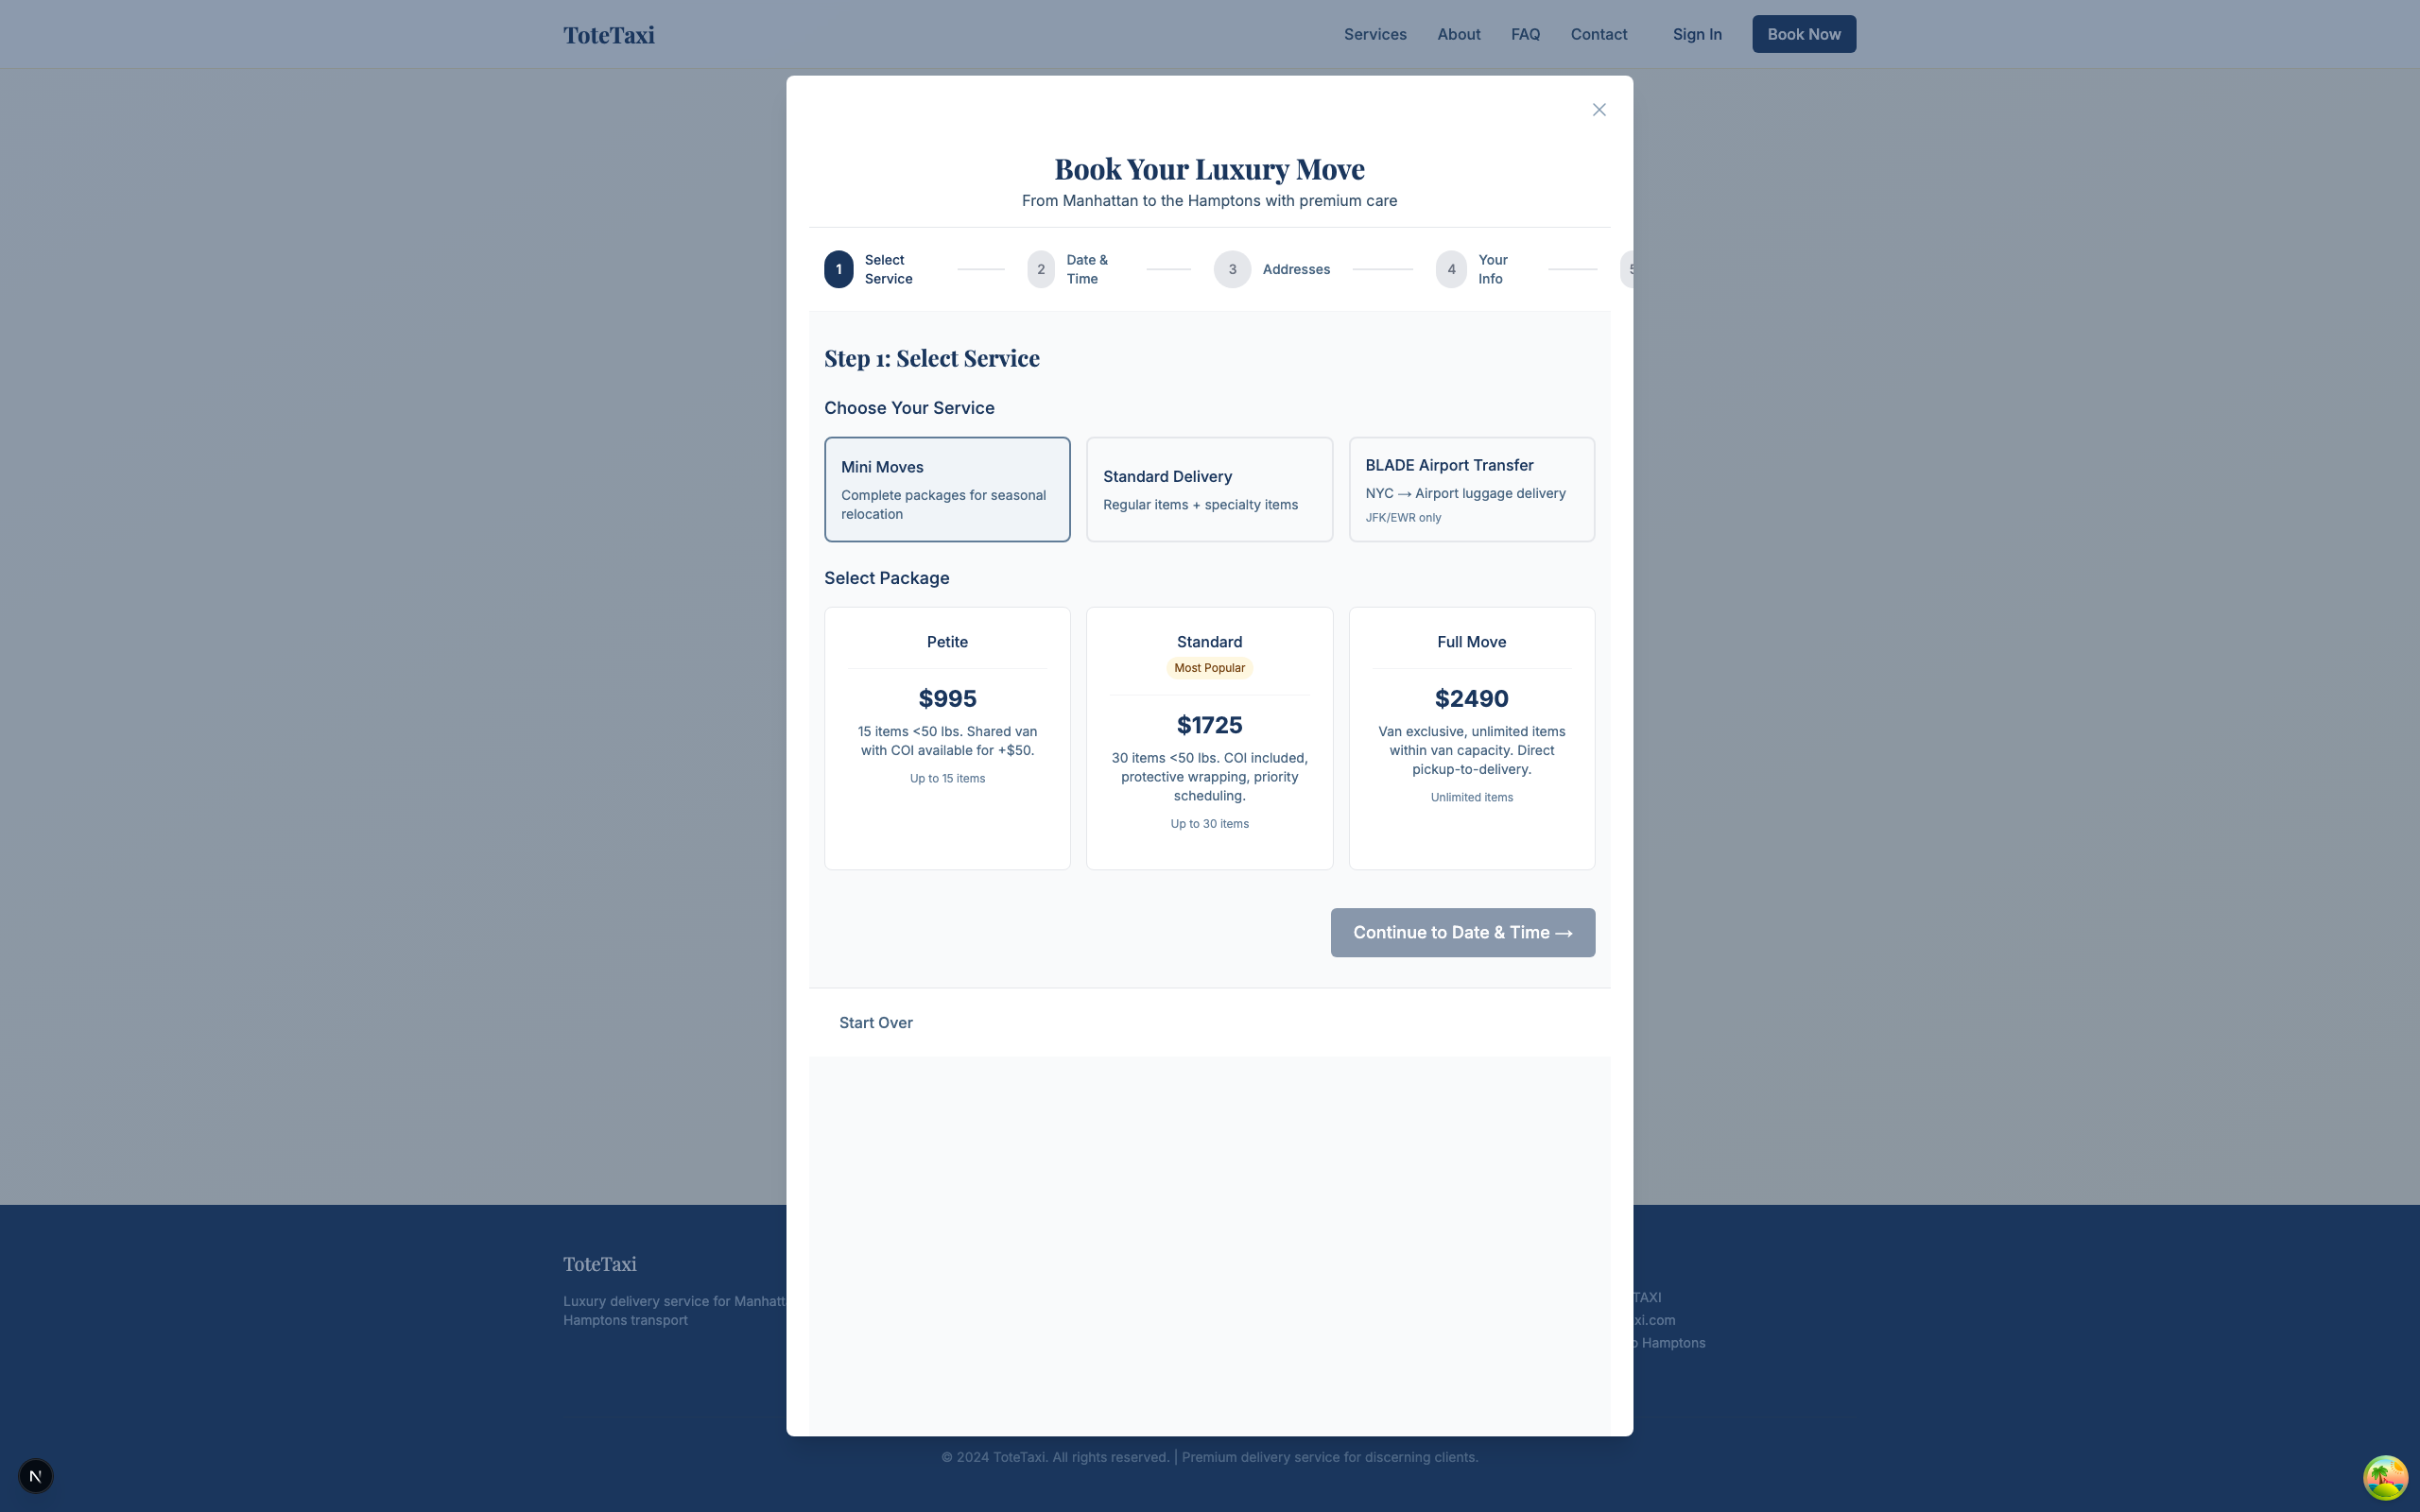 ToteTaxi
Services
About
FAQ
Contact
Sign In
Book Now
Book Your Luxury Move
From Manhattan to the Hamptons with premium care
1
Select
Service
2
Date &
Time
3
Addresses
4
Your
Info
Step 1: Select Service
Choose Your Service
Mini Moves
Complete packages for seasonal
relocation
Standard Delivery
Regular items + specialty items
BLADE Airport Transfer
NYC → Airport luggage delivery
JFK/EWR only
Select Package
Petite
$995
15 items <50 lbs. Shared van
with COI available for +$50.
Up to 15 items
Standard
Most Popular
$1725
30 items <50 lbs. COI included,
protective wrapping, priority
scheduling.
Up to 30 items
Full Move
$2490
Van exclusive, unlimited items
within van capacity. Direct
pickup-to-delivery.
Unlimited items
Continue to Date & Time →
Start Over
ToteTaxi
Luxury delivery service for
Hamptons transport
TAXI
xi.com
Hamptons
© 2024 ToteTaxi. All rights reserved. | Premium delivery service for discerning clients.
N